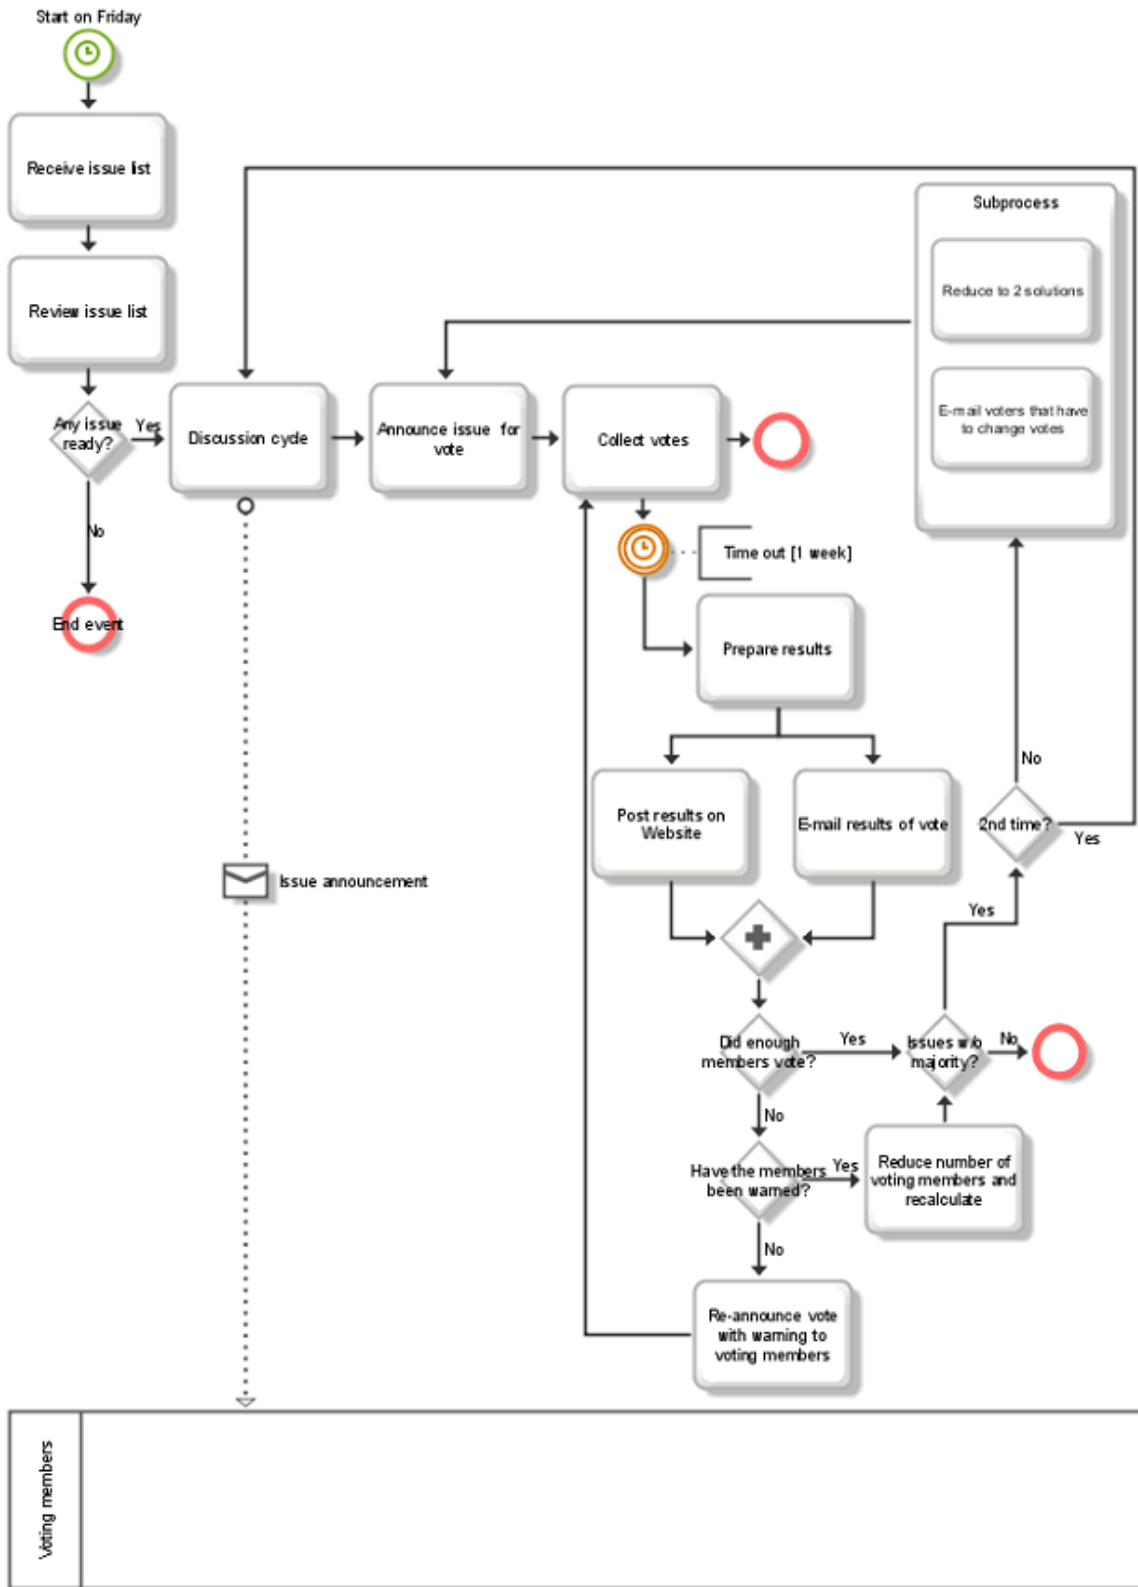 Start on Friday
Receive issue list
Subprocess
Reduce to 2 solutions
Review issue list
E-mail voters that have
to change votes
Any issue
ready?
Yes
Discussion cycle
Announce issue for
vote
Collect votes
No
Time out [1 week]
End event
Prepare results
No
Post results on
Website
E-mail results of vote
2nd time?
Yes
Issue announcement
Yes
Did enough
members vote?
Yes
Issues w/o
majority?
No
No
Have the members
been warned?
Yes
Reduce number of
voting members and
recalculate
No
Re-announce vote
with warning to
voting members
Voting members